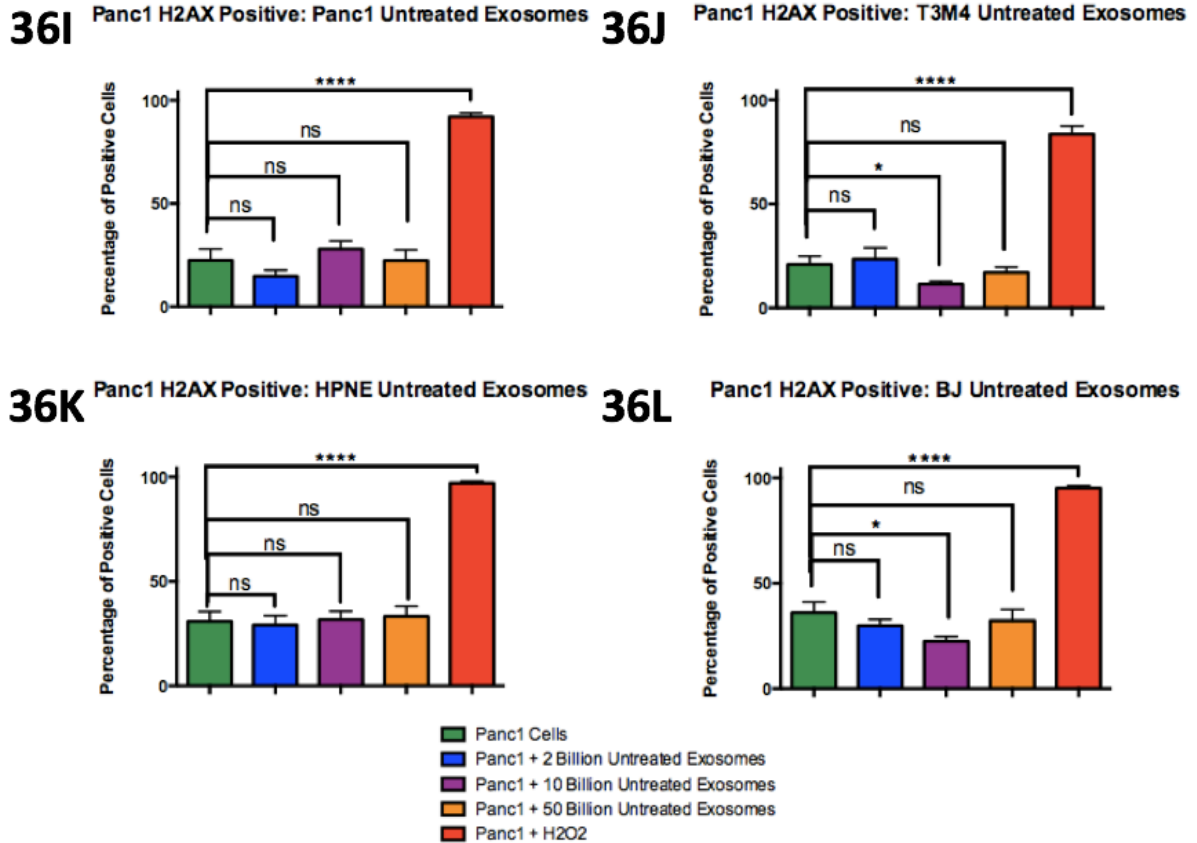 36I
Panc1 H2AX Positive: Panc1 Untreated Exosomes
Percentage of Positive Cells
100
50
0
****
ns
ns
ns
36J
Panc1 H2AX Positive: T3M4 Untreated Exosomes
Percentage of Positive Cells
100
50
0
****
ns
*
ns
36K
Panc1 H2AX Positive: HPNE Untreated Exosomes
Percentage of Positive Cells
100
50
0
****
ns
ns
ns
36L
Panc1 H2AX Positive: BJ Untreated Exosomes
Percentage of Positive Cells
100
50
0
****
ns
*
ns
Panc1 Cells
Panc1 + 2 Billion Untreated Exosomes
Panc1 + 10 Billion Untreated Exosomes
Panc1 + 50 Billion Untreated Exosomes
Panc1 + H2O2